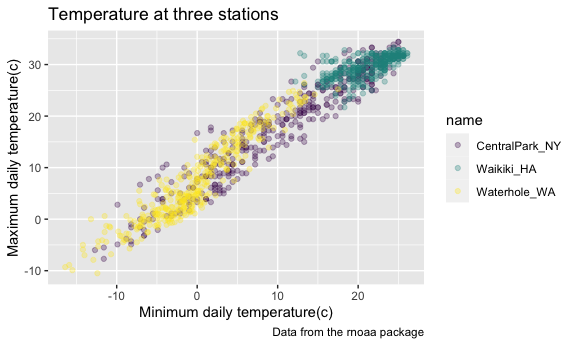 Temperature at three stations
Maximum daily temperature(c)
30
20
10
0
-10
-10
0
10
20
Minimum daily temperature(c)
name
CentralPark_NY
Waikiki_HA
Waterhole_WA
Data from the rnoaa package